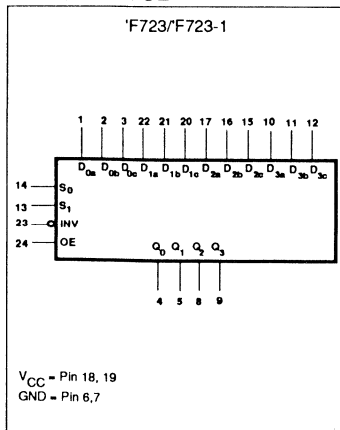 'F723/'F723-1
1 2 3 22 21 20 17 16 15 10 11 12
D0a D0b D0c D1a D1b D1c D2a D2b D2c D3a D3b D3c
14 S0
13 S1
23 INV
24 OE
Q0 Q1 Q2 Q3
4 5 8 9
VCC = Pin 18, 19
GND = Pin 6,7